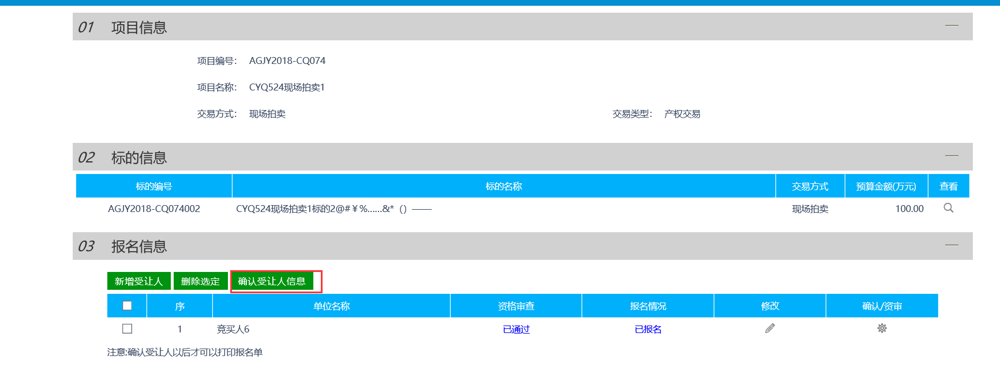 01 项目信息
项目编号： AGJY2018-CQ074
项目名称： CYQ524现场拍卖1
交易方式： 现场拍卖 交易类型： 产权交易
02 标的信息
标的编号 标的名称 交易方式 预算金额(万元) 查看
AGJY2018-CQ074002 CYQ524现场拍卖1标的2@#￥%……&*（）—— 现场拍卖 100.00
03 报名信息
新增受让人 删除选定 确认受让人信息
序 单位名称 资格审查 报名情况 修改 确认/资审
1 竞买人6 已通过 已报名
注意:确认受让人以后才可以打印报名单